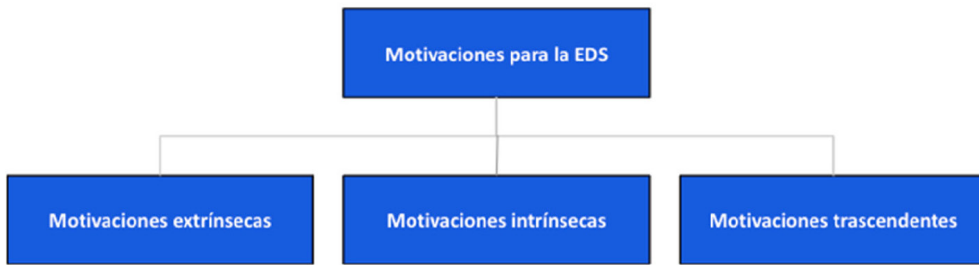 Motivaciones para la EDS
Motivaciones extrínsecas
Motivaciones intrínsecas
Motivaciones trascendentes